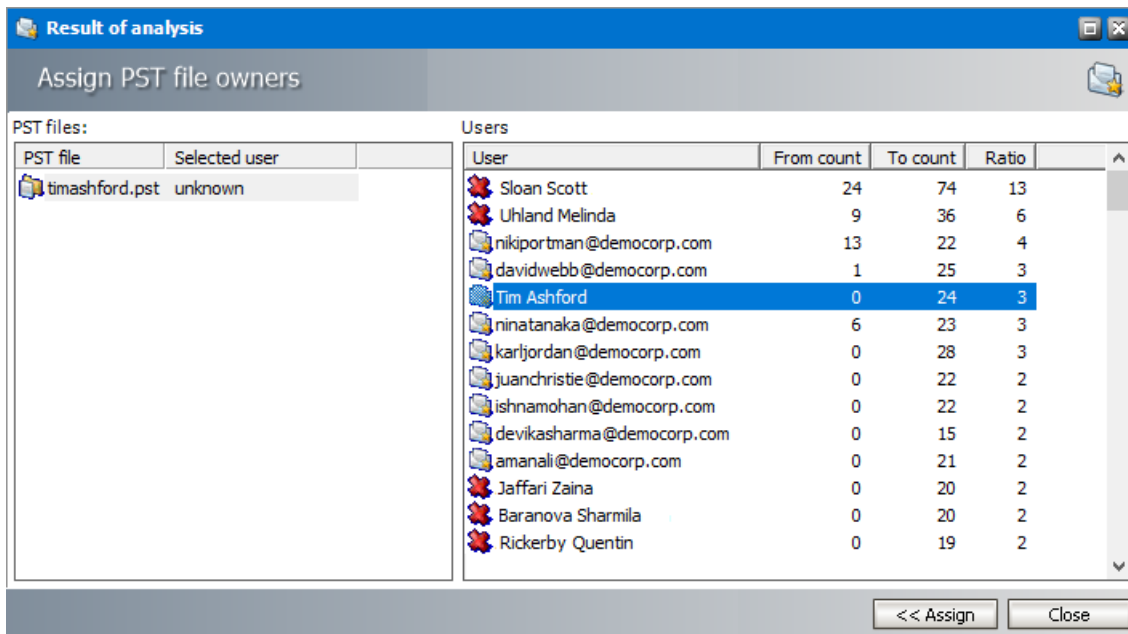 Result of analysis
Assign PST file owners
PST files:
PST file Selected user
timashford.pst unknown
Users
User From count To count Ratio
Sloan Scott 24 74 13
Uhland Melinda 9 36 6
nikiportman@democorp.com 13 22 4
davidwebb@democorp.com 1 25 3
Tim Ashford 0 24 3
ninatanaka@democorp.com 6 23 3
karljordan@democorp.com 0 28 3
juanchristie@democorp.com 0 22 2
ishnamohan@democorp.com 0 22 2
devikasharma@democorp.com 0 15 2
amanali@democorp.com 0 21 2
Jaffari Zaina 0 20 2
Baranova Sharmila 0 20 2
Rickerby Quentin 0 19 2
<< Assign Close